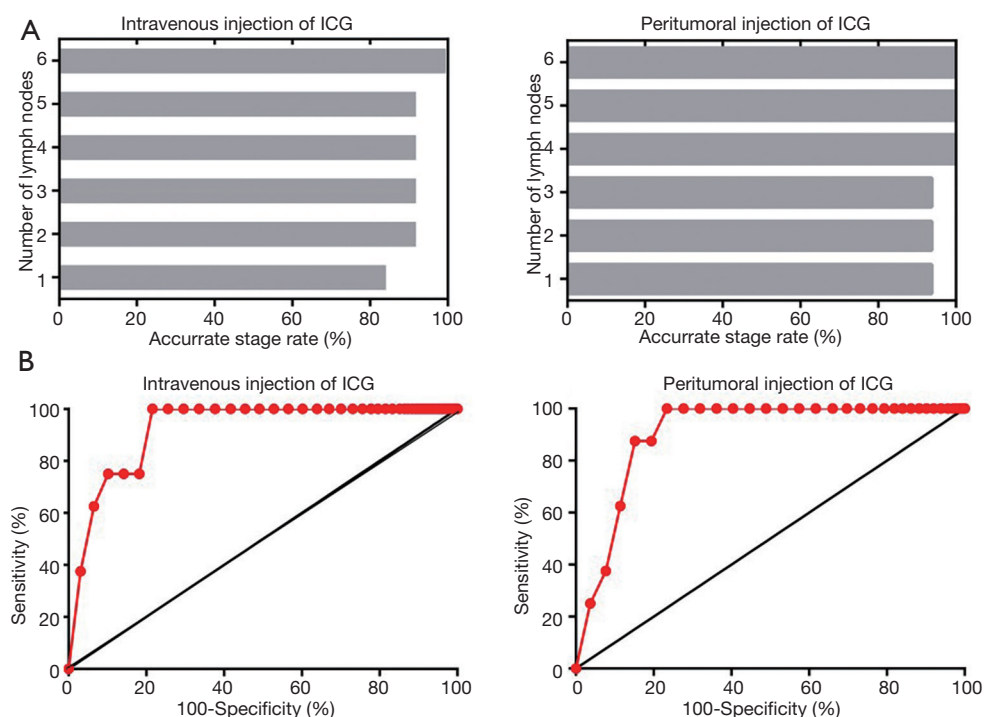 A
Intravenous injection of ICG
Number of lymph nodes
6
5
4
3
2
1
0 20 40 60 80 100
Accurrate stage rate (%)
Peritumoral injection of ICG
Number of lymph nodes
6
5
4
3
2
1
0 20 40 60 80 100
Accurrate stage rate (%)
B
Intravenous injection of ICG
Sensitivity (%)
100
80
60
40
20
0
0 20 40 60 80 100
100-Specificity (%)
Peritumoral injection of ICG
Sensitivity (%)
100
80
60
40
20
0
0 20 40 60 80 100
100-Specificity (%)